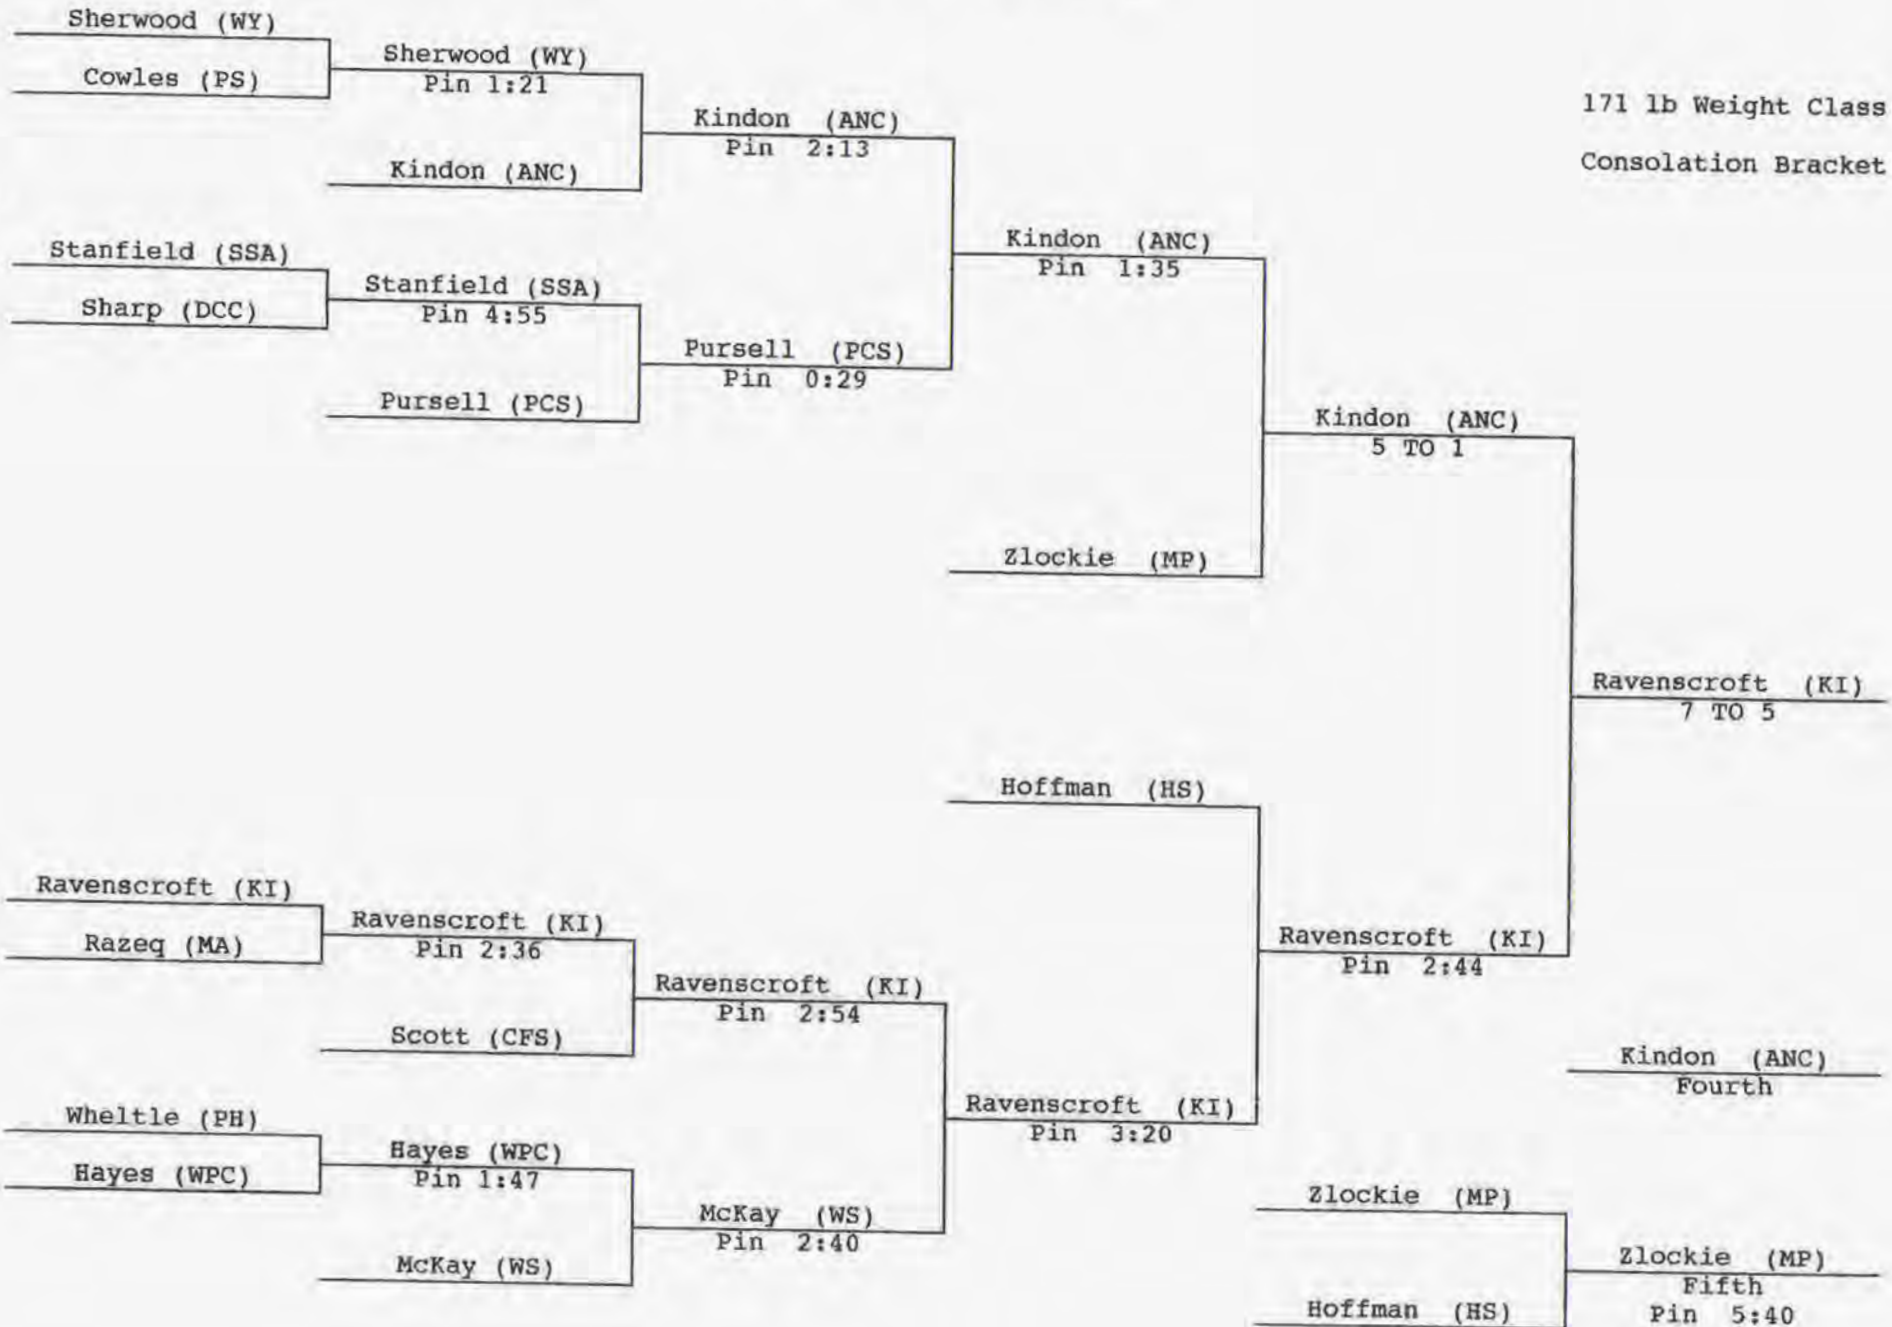 Sherwood (WY)
Cowles (PS)
Sherwood (WY)
Pin 1:21
Kindon (ANC)
Kindon (ANC)
Pin 2:13
171 lb Weight Class
Consolation Bracket
Stanfield (SSA)
Sharp (DCC)
Stanfield (SSA)
Pin 4:55
Pursell (PCS)
Pursell (PCS)
Pin 0:29
Kindon (ANC)
Pin 1:35
Zlockie (MP)
Kindon (ANC)
5 TO 1
Ravenscroft (KI)
7 TO 5
Hoffman (HS)
Ravenscroft (KI)
Razeq (MA)
Ravenscroft (KI)
Pin 2:36
Scott (CFS)
Ravenscroft (KI)
Pin 2:54
Ravenscroft (KI)
Pin 2:44
Wheltle (PH)
Hayes (WPC)
Hayes (WPC)
Pin 1:47
McKay (WS)
McKay (WS)
Pin 2:40
Ravenscroft (KI)
Pin 3:20
Kindon (ANC)
Fourth
Zlockie (MP)
Hoffman (HS)
Zlockie (MP)
Fifth
Pin 5:40